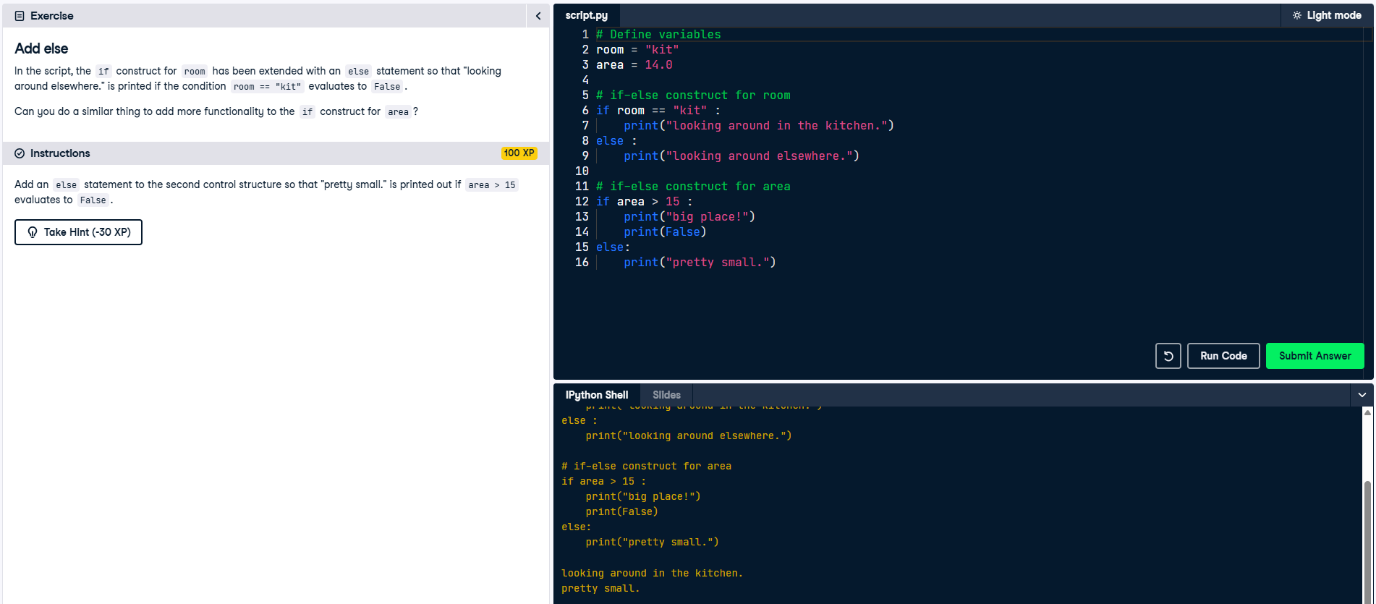 Exercise
Add else
In the script, the if construct for room has been extended with an else statement so that "looking
around elsewhere." is printed if the condition room == "kit" evaluates to False.
Can you do a similar thing to add more functionality to the if construct for area?
Instructions
100 XP
Add an else statement to the second control structure so that "pretty small." is printed out if area > 15
evaluates to False.
Take Hint (-30 XP)
script.py
Light mode
1 # Define variables
2 room = "kit"
3 area = 14.0
4
5 # if-else construct for room
6 if room == "kit" :
7     print("looking around in the kitchen.")
8 else :
9     print("looking around elsewhere.")
10
11 # if-else construct for area
12 if area > 15 :
13     print("big place!")
14     print(False)
15 else:
16     print("pretty small.")
Run Code
Submit Answer
IPython Shell
Slides
print("looking around in the kitchen.")
else :
    print("looking around elsewhere.")
# if-else construct for area
if area > 15 :
    print("big place!")
    print(False)
else:
    print("pretty small.")
looking around in the kitchen.
pretty small.